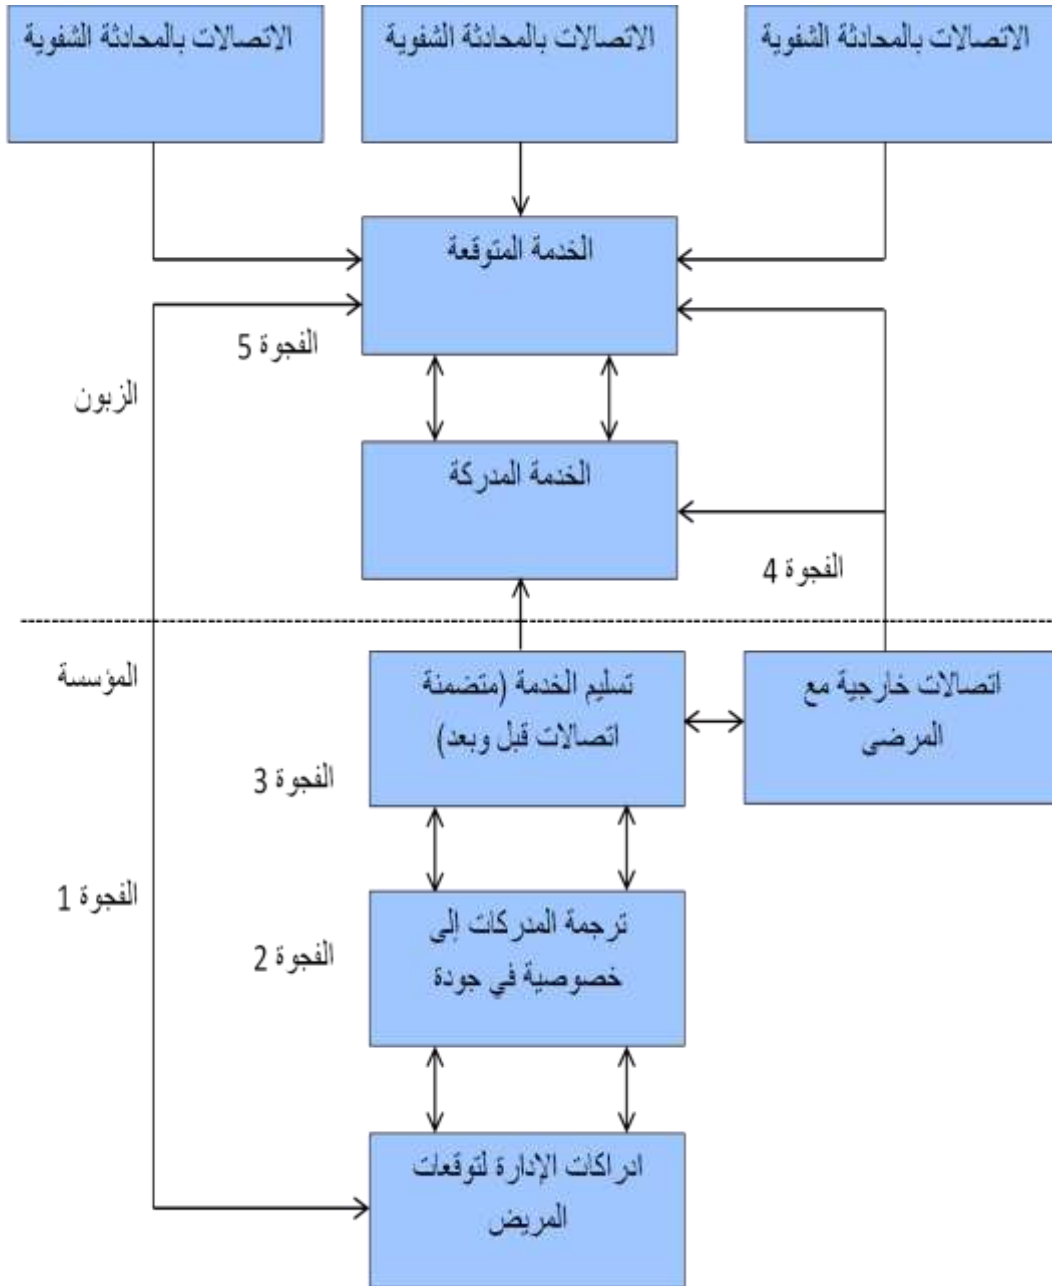 الاتصالات بالمحادثة الشفوية
الاتصالات بالمحادثة الشفوية
الاتصالات بالمحادثة الشفوية
الخدمة المتوقعة
الفجوة 5
الزبون
الخدمة المدركة
الفجوة 4
المؤسسة
تسليم الخدمة (متضمنة
اتصالات قبل وبعد)
اتصالات خارجية مع
المرضى
الفجوة 3
الفجوة 1
ترجمة المدركات إلى
خصوصية في جودة
الفجوة 2
ادراكات الإدارة لتوقعات
المريض